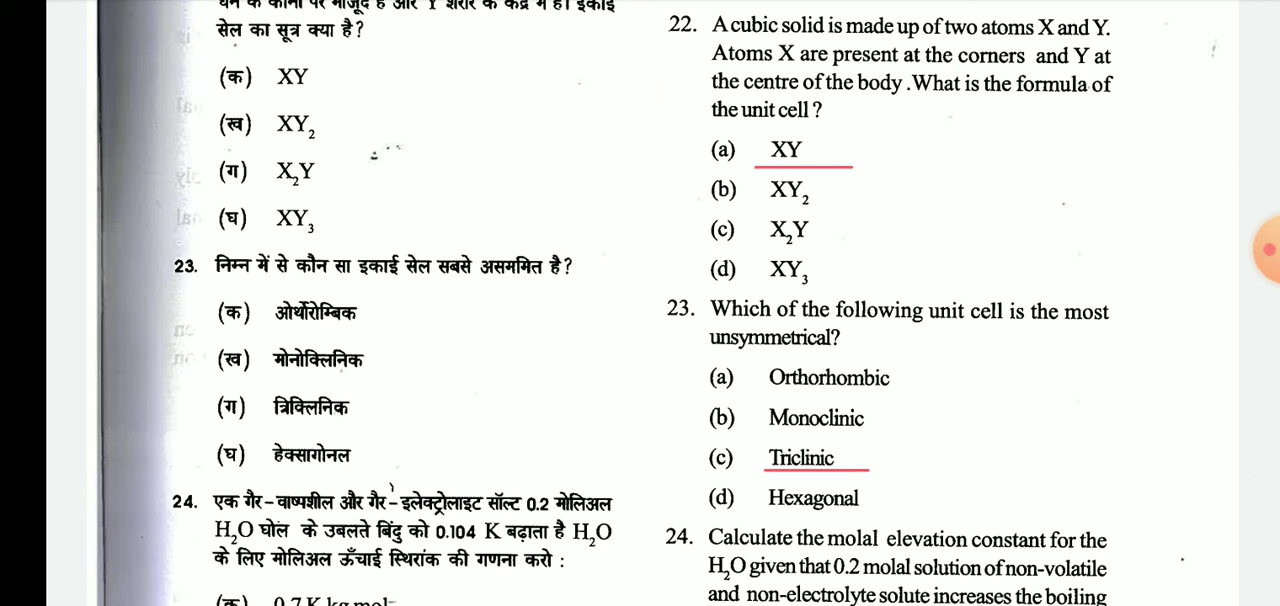 सेल का सूत्र क्या है?
(क) XY
(ख) XY₂
(ग) X₂Y
(घ) XY₃
23. निम्न में से कौन सा इकाई सेल सबसे असममित है?
(क) ओर्थोरोम्बिक
(ख) मोनोक्लिनिक
(ग) त्रिक्लिनिक
(घ) हेक्सागोनल
24. एक गैर-वाष्पशील और गैर-इलेक्ट्रोलाइट सॉल्ट 0.2 मोलिअल
H₂O घोल के उबलते बिंदु को 0.104 K बढ़ाता है H₂O
के लिए मोलिअल ऊँचाई स्थिरांक की गणना करो :
22. A cubic solid is made up of two atoms X and Y.
Atoms X are present at the corners and Y at
the centre of the body .What is the formula of
the unit cell ?
(a) XY
(b) XY₂
(c) X₂Y
(d) XY₃
23. Which of the following unit cell is the most
unsymmetrical?
(a) Orthorhombic
(b) Monoclinic
(c) Triclinic
(d) Hexagonal
24. Calculate the molal elevation constant for the
H₂O given that 0.2 molal solution of non-volatile
and non-electrolyte solute increases the boiling